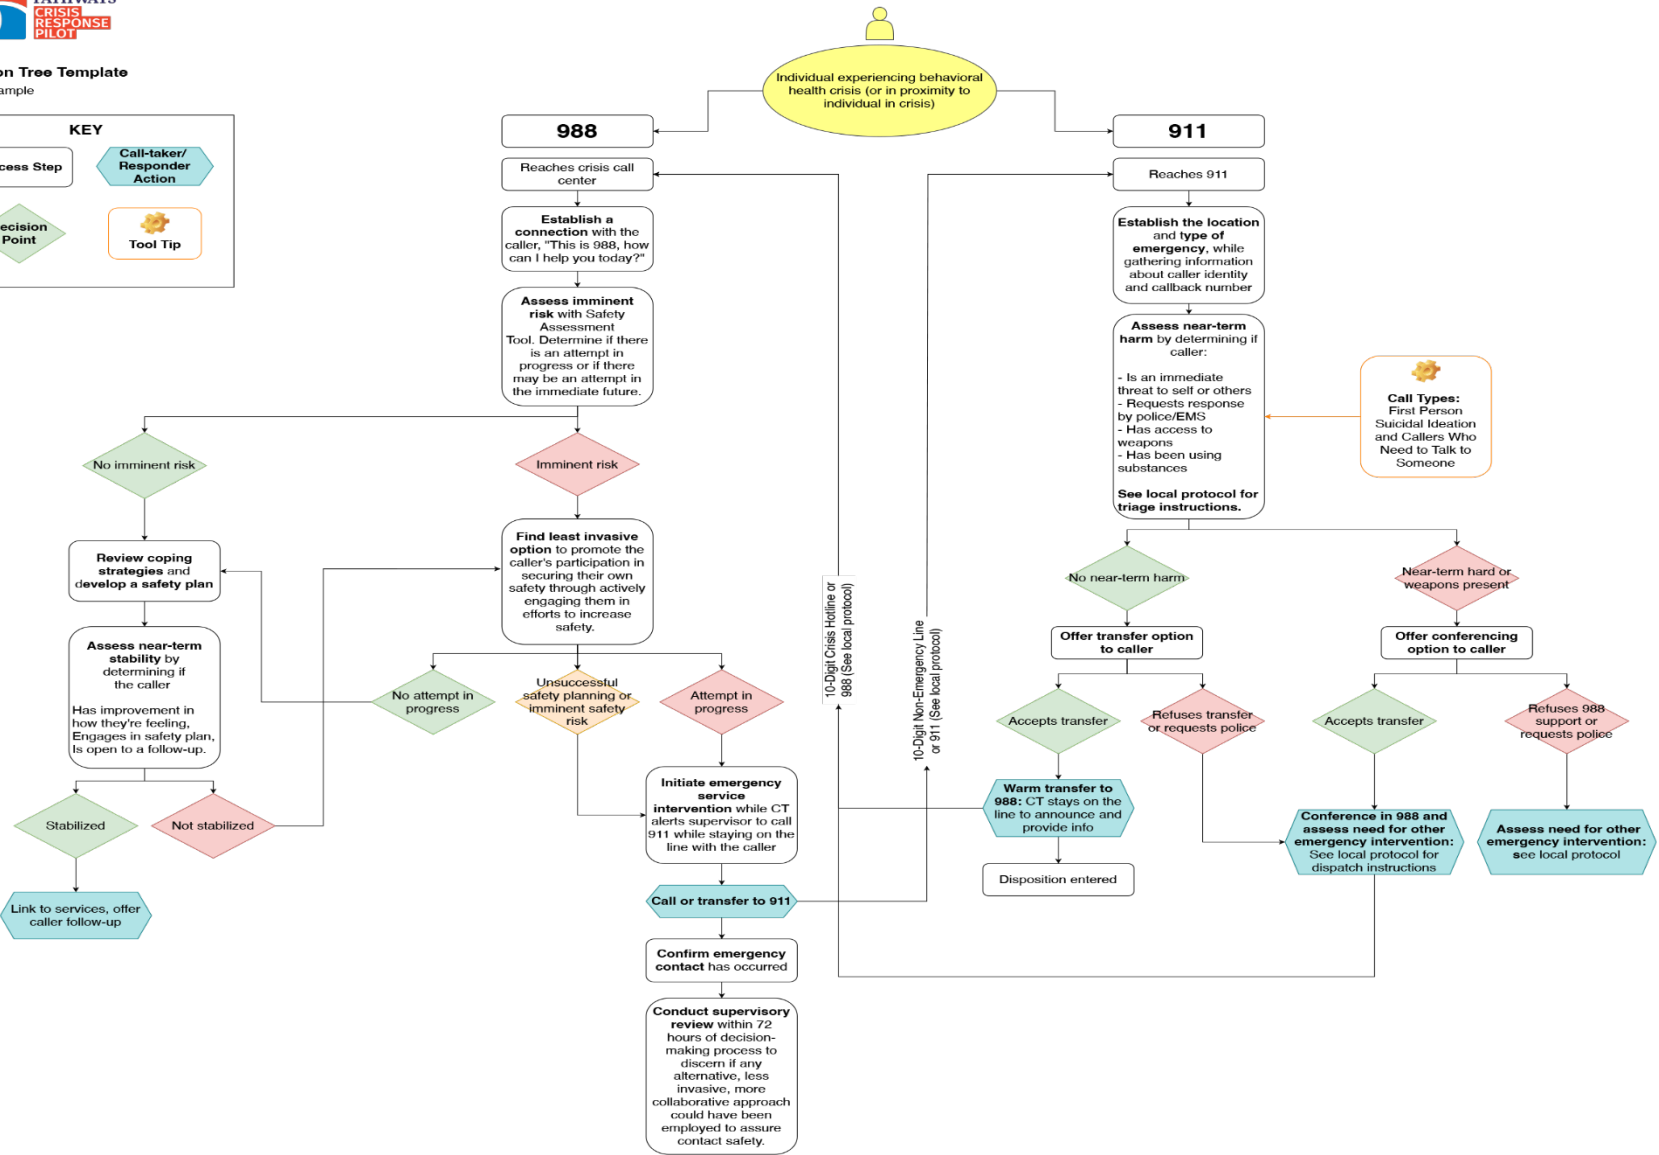 PATHWAYS
CRISIS
RESPONSE
PILOT
on Tree Template
ample
KEY
cess Step
Call-taker/
Responder
Action
ecision
Point
Tool Tip
Individual experiencing behavioral
health crisis (or in proximity to
individual in crisis)
988
Reaches crisis call
center
Establish a
connection with the
caller, "This is 988, how
can I help you today?"
Assess imminent
risk with Safety
Assessment
Tool. Determine if there
is an attempt in
progress or if there
may be an attempt in
the immediate future.
No imminent risk
Imminent risk
Review coping
strategies and
develop a safety plan
Find least invasive
option to promote the
caller's participation in
securing their own
safety through actively
engaging them in
efforts to increase
safety.
Assess near-term
stability by
determining if
the caller
Has improvement in
how they're feeling,
Engages in safety plan,
Is open to a follow-up.
No attempt in
progress
Unsuccessful
safety planning or
imminent safety
risk
Attempt in
progress
Stabilized
Not stabilized
Link to services, offer
caller follow-up
Initiate emergency
service
intervention while CT
alerts supervisor to call
911 while staying on the
line with the caller
Call or transfer to 911
Confirm emergency
contact has occurred
Conduct supervisory
review within 72
hours of decision-
making process to
discern if any
alternative, less
invasive, more
collaborative approach
could have been
employed to assure
contact safety.
10-Digit Crisis Hotline or
988 (See local protocol)
10-Digit Non-Emergency Line
or 911 (See local protocol)
911
Reaches 911
Establish the location
and type of
emergency, while
gathering information
about caller identity
and callback number
Assess near-term
harm by determining if
caller:
- Is an immediate
threat to self or others
- Requests response
by police/EMS
- Has access to
weapons
- Has been using
substances
See local protocol for
triage instructions.
Call Types:
First Person
Suicidal Ideation
and Callers Who
Need to Talk to
Someone
No near-term harm
Near-term hard or
weapons present
Offer transfer option
to caller
Offer conferencing
option to caller
Accepts transfer
Refuses transfer
or requests police
Accepts transfer
Refuses 988
support or
requests police
Warm transfer to
988: CT stays on the
line to announce and
provide info
Disposition entered
Conference in 988 and
assess need for other
emergency intervention:
See local protocol for
dispatch instructions
Assess need for other
emergency intervention:
see local protocol